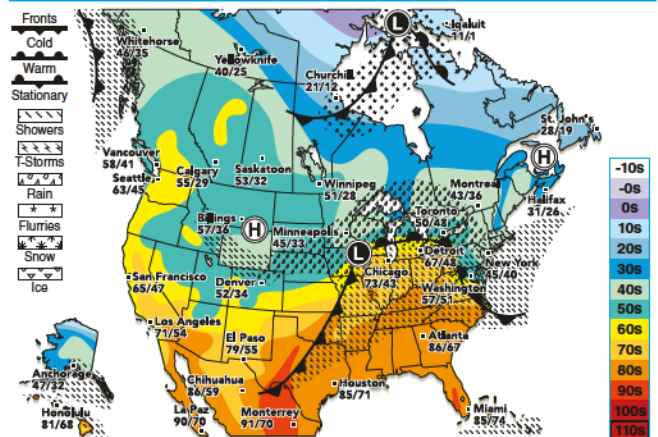 Fronts
Cold
Warm
Stationary
Showers
T-Storms
Rain
Flurries
Snow
Ice
L
Iqaluit
11/1
Whitehorse
46/35
Yellowknife
40/25
Churchill
21/12
St. John's
28/19
H
Vancouver
58/41
Seattle
63/45
Calgary
55/29
Saskatoon
53/32
Winnipeg
51/28
Montreal
43/36
Halifax
31/26
Billings
57/36
H
Minneapolis
45/33
Toronto
50/48
L
Detroit
67/48
New York
45/40
Chicago
73/43
Washington
57/51
San Francisco
65/47
Denver
52/34
Los Angeles
71/54
El Paso
79/55
Atlanta
86/67
Anchorage
47/32
Chihuahua
86/59
Houston
85/71
Honolulu
81/68
La Paz
90/70
Monterrey
91/70
Miami
85/74
-10s
-0s
0s
10s
20s
30s
40s
50s
60s
70s
80s
90s
100s
110s